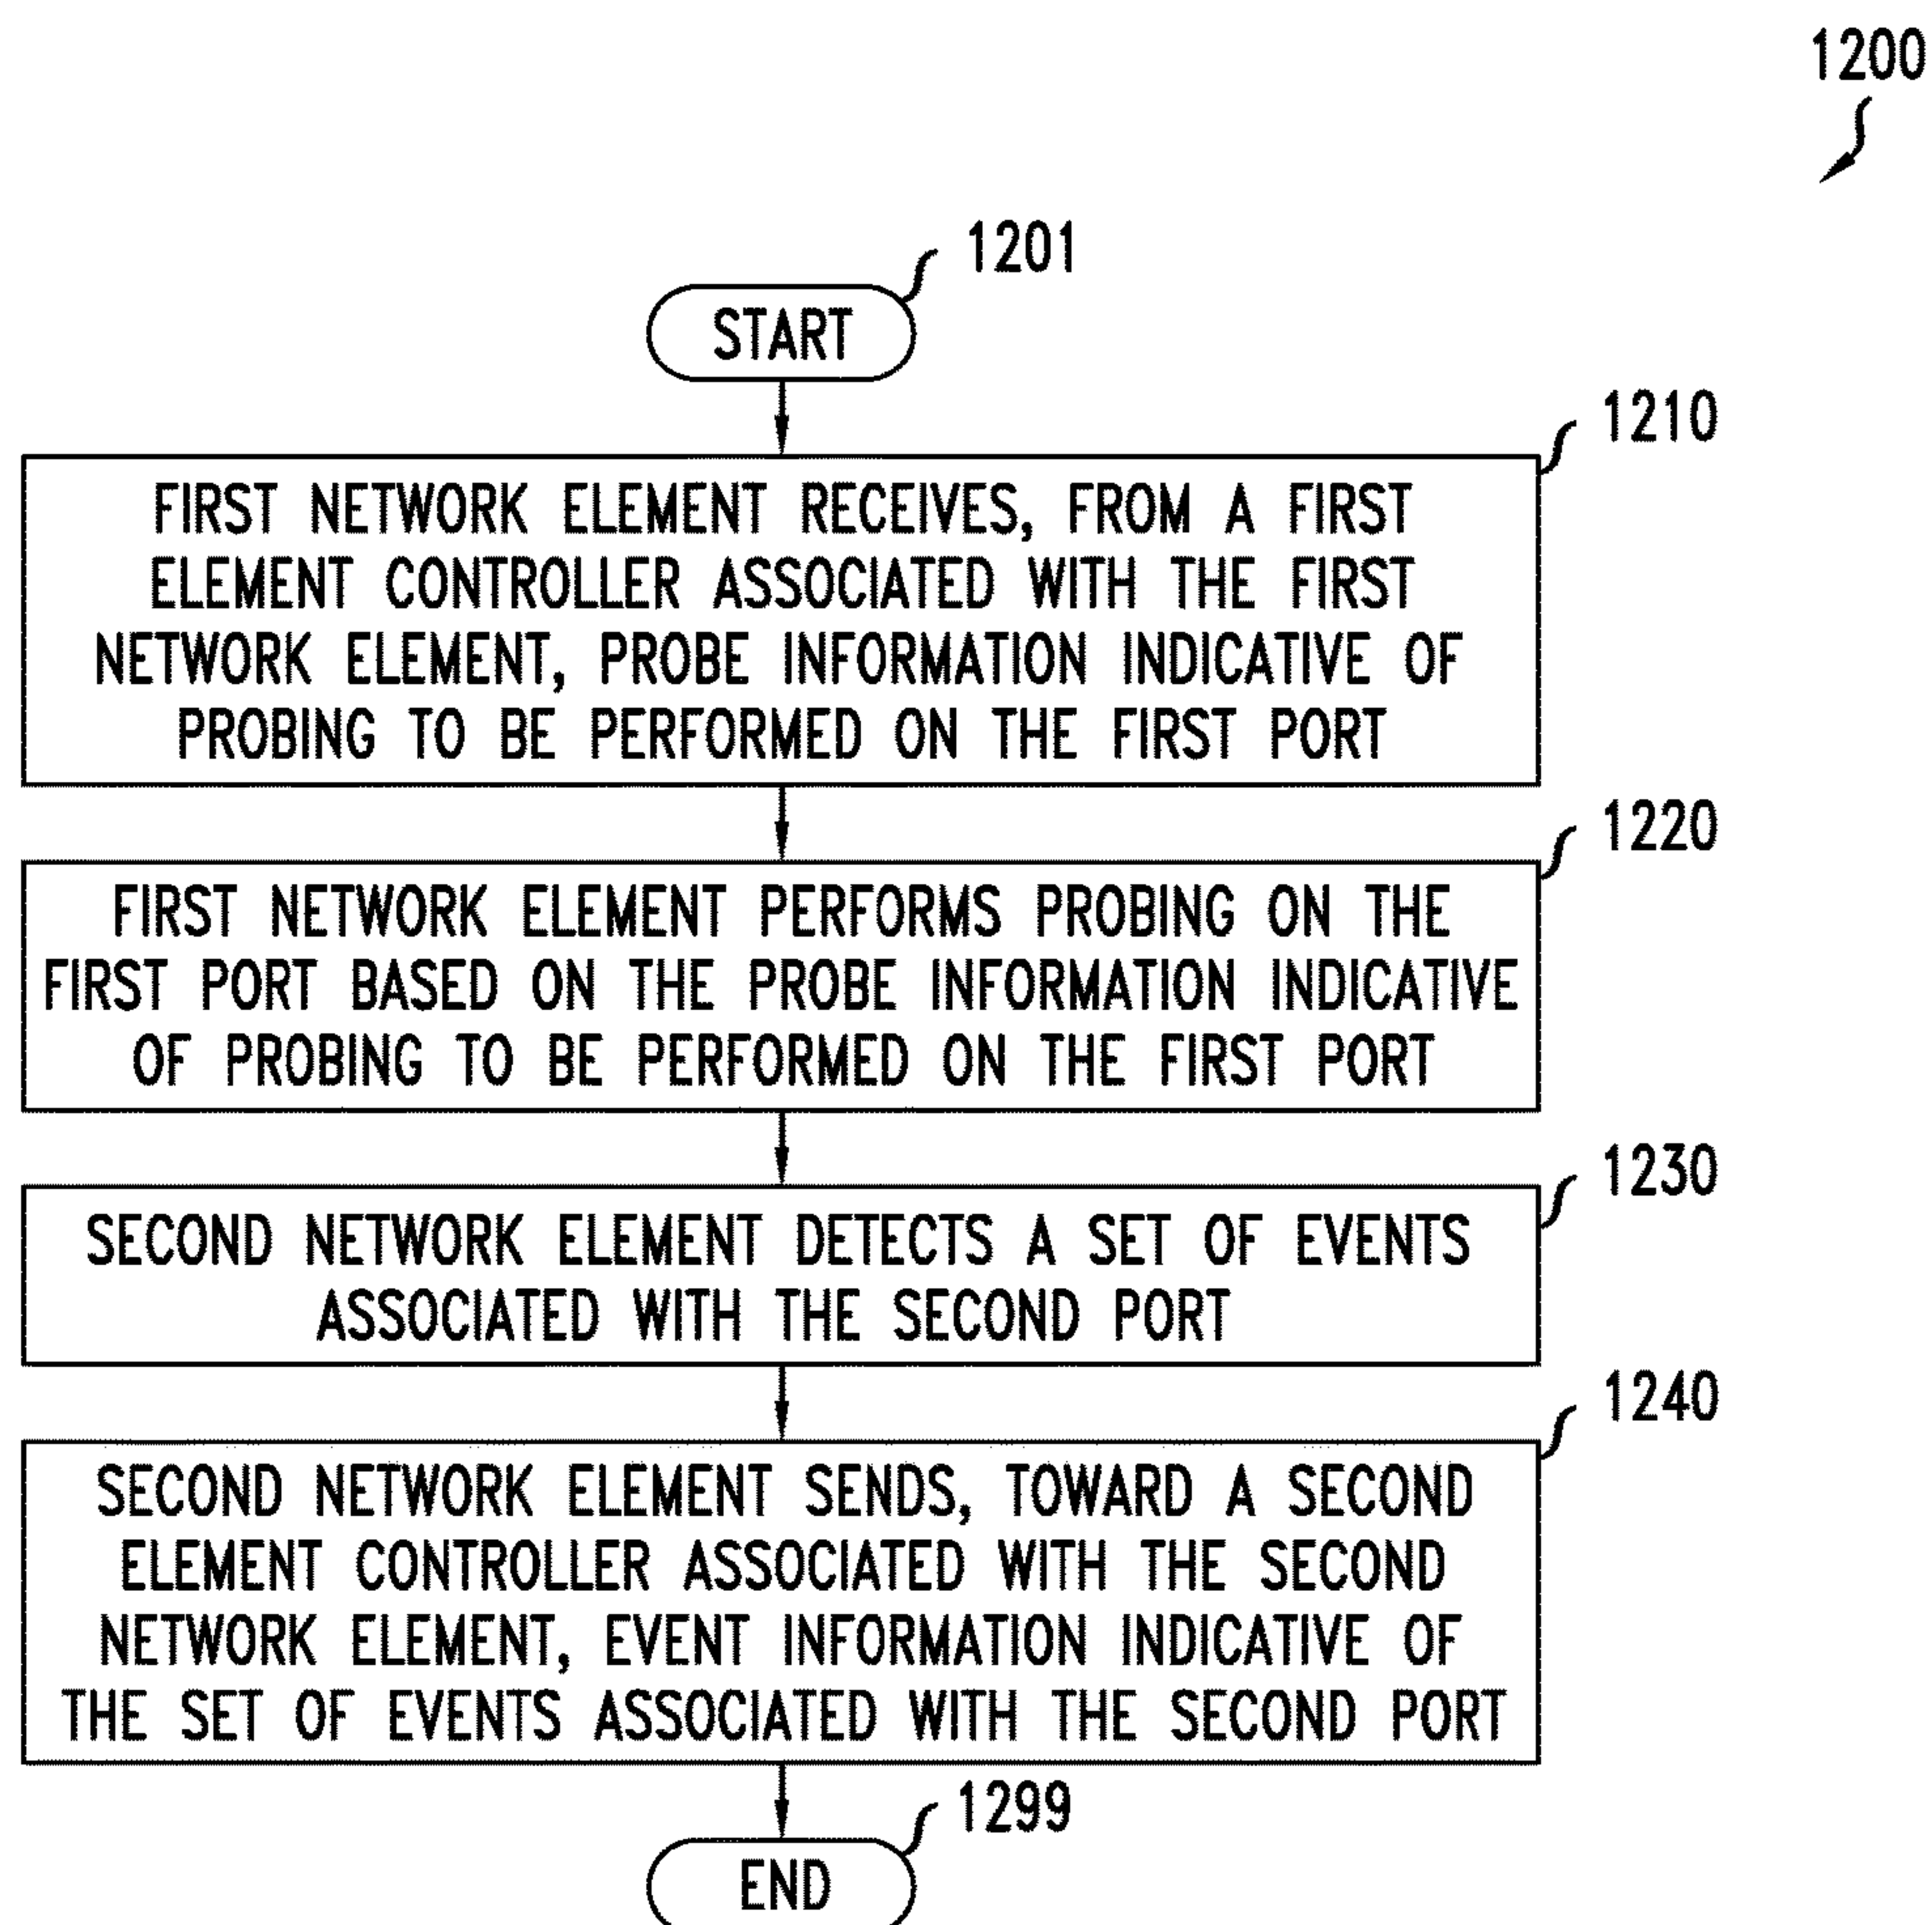 1200
1201
START
1210
FIRST NETWORK ELEMENT RECEIVES, FROM A FIRST
ELEMENT CONTROLLER ASSOCIATED WITH THE FIRST
NETWORK ELEMENT, PROBE INFORMATION INDICATIVE OF
PROBING TO BE PERFORMED ON THE FIRST PORT
1220
FIRST NETWORK ELEMENT PERFORMS PROBING ON THE
FIRST PORT BASED ON THE PROBE INFORMATION INDICATIVE
OF PROBING TO BE PERFORMED ON THE FIRST PORT
1230
SECOND NETWORK ELEMENT DETECTS A SET OF EVENTS
ASSOCIATED WITH THE SECOND PORT
1240
SECOND NETWORK ELEMENT SENDS, TOWARD A SECOND
ELEMENT CONTROLLER ASSOCIATED WITH THE SECOND
NETWORK ELEMENT, EVENT INFORMATION INDICATIVE OF
THE SET OF EVENTS ASSOCIATED WITH THE SECOND PORT
1299
END